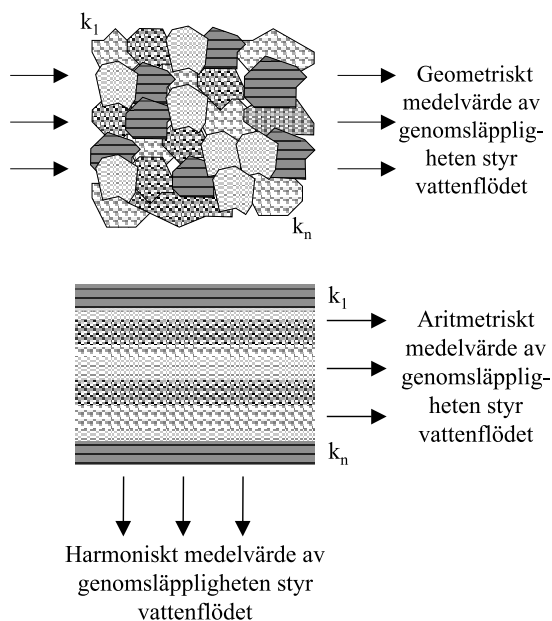 k1
Geometriskt
medelvärde av
genomsläpplig-
heten styr
vattenflödet
kn
k1
Aritmetriskt
medelvärde av
genomsläpplig-
heten styr
vattenflödet
kn
Harmoniskt medelvärde av
genomsläppligheten styr
vattenflödet